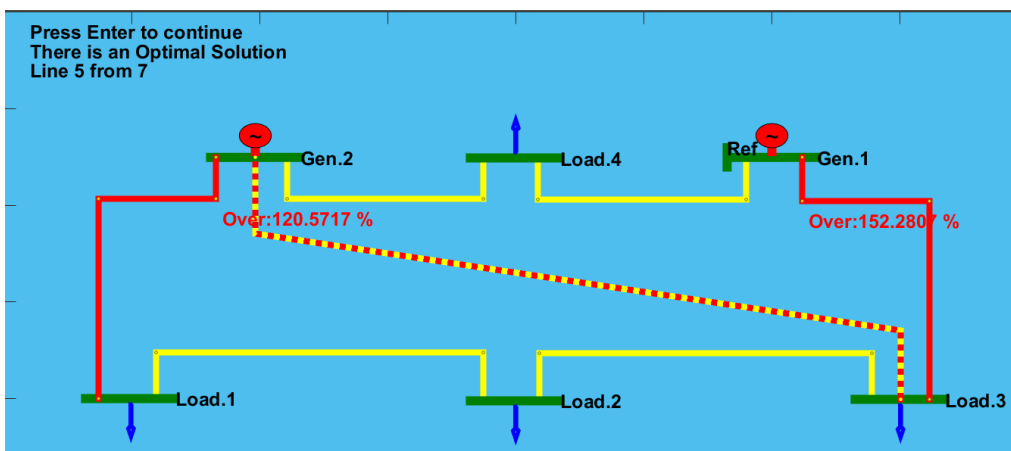 Press Enter to continue
There is an Optimal Solution
Line 5 from 7
~
~
Ref
Gen.2
Load.4
Gen.1
Over:120.5717 %
Over:152.2807 %
Load.1
Load.2
Load.3